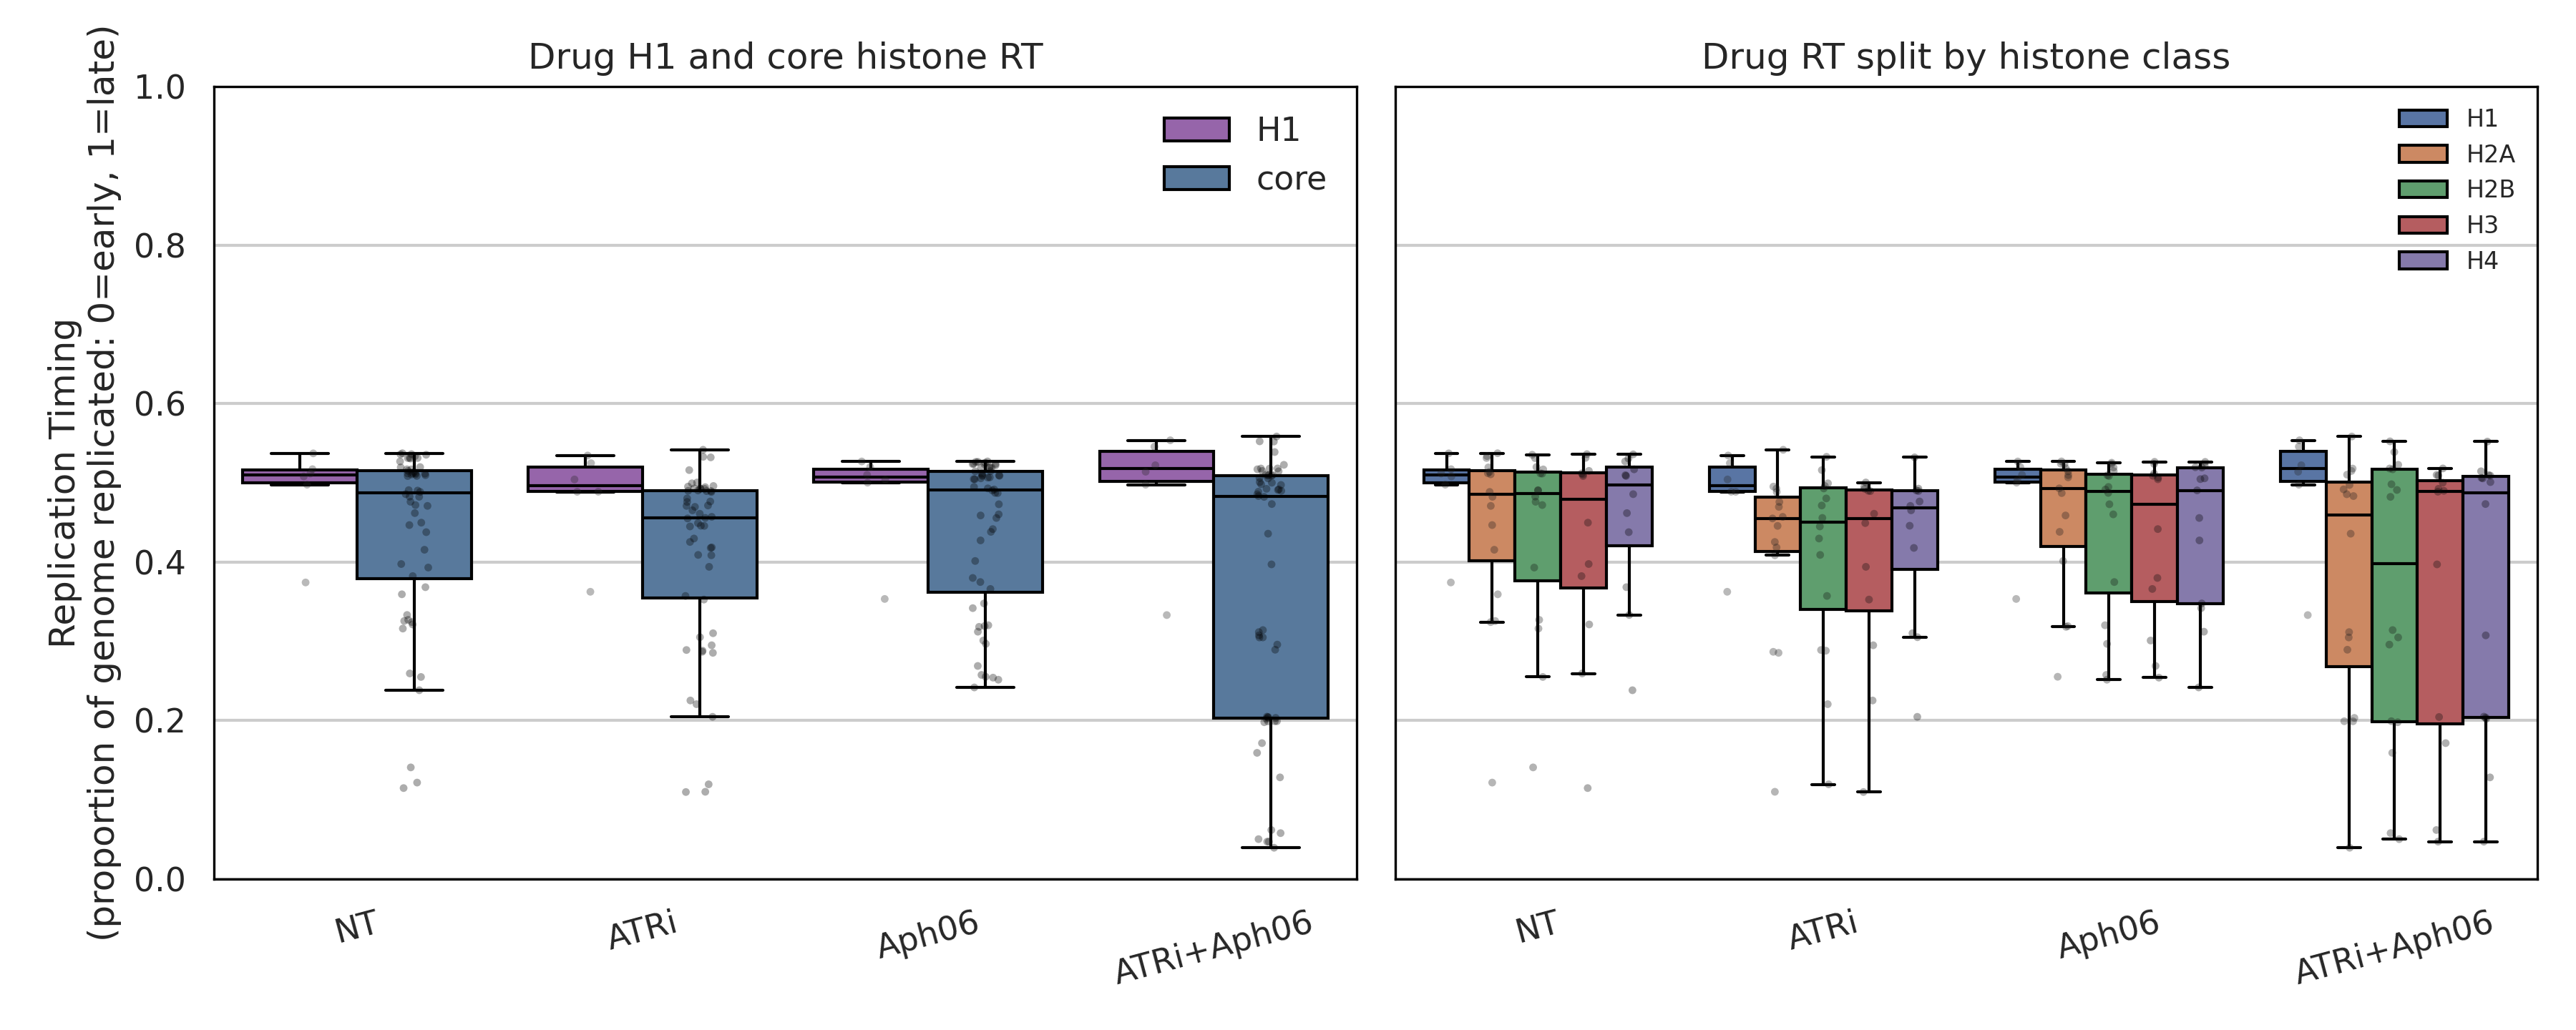 Drug H1 and core histone RT
Drug RT split by histone class
Replication Timing
(proportion of genome replicated: 0=early, 1=late)
1.0
0.8
0.6
0.4
0.2
0.0
H1
core
H1
H2A
H2B
H3
H4
NT
ATRi
Aph06
ATRi+Aph06
NT
ATRi
Aph06
ATRi+Aph06